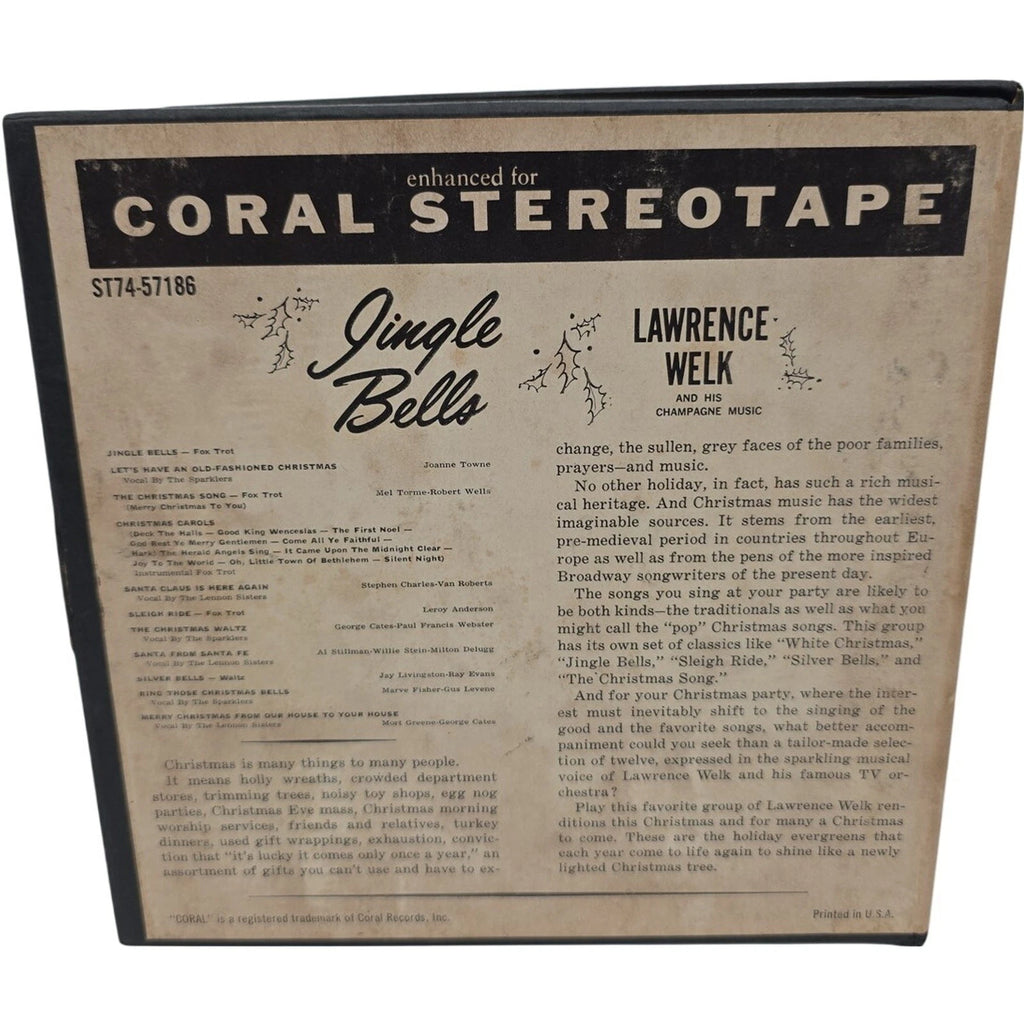 enhanced for
CORAL STEREOTAPE
ST74-57186
Jingle
Bells
LAWRENCE
WELK
AND HIS
CHAMPAGNE MUSIC
JINGLE BELLS — Fox Trot
LET'S HAVE AN OLD-FASHIONED CHRISTMAS Joanne Towne
Vocal By The Sparklers
THE CHRISTMAS SONG — Fox Trot Mel Torme-Robert Wells
(Merry Christmas To You)
CHRISTMAS CAROLS
(Deck The Halls — Good King Wenceslas — The First Noel —
God Rest Ye Merry Gentlemen — Come All Ye Faithful —
Hark! The Herald Angels Sing — It Came Upon The Midnight Clear —
Joy To The World — Oh, Little Town Of Bethlehem — Silent Night)
Instrumental Fox Trot
SANTA CLAUS IS HERE AGAIN Stephen Charles-Van Roberts
Vocal By The Lennon Sisters
SLEIGH RIDE — Fox Trot Leroy Anderson
THE CHRISTMAS WALTZ George Cates-Paul Francis Webster
Vocal By The Sparklers
SANTA FROM SANTA FE Al Stillman-Willie Stein-Milton Delugg
Vocal By The Lennon Sisters
SILVER BELLS — Waltz Jay Livingston-Ray Evans
RING THOSE CHRISTMAS BELLS Marve Fisher-Gus Levene
Vocal By The Sparklers
MERRY CHRISTMAS FROM OUR HOUSE TO YOUR HOUSE
Vocal By The Lennon Sisters Mort Greene-George Cates
Christmas is many things to many people.
It means holly wreaths, crowded department
stores, trimming trees, noisy toy shops, egg nog
parties, Christmas Eve mass, Christmas morning
worship services, friends and relatives, turkey
dinners, used gift wrappings, exhaustion, convic-
tion that "it's lucky it comes only once a year," an
assortment of gifts you can't use and have to ex-
change, the sullen, grey faces of the poor families,
prayers—and music.
No other holiday, in fact, has such a rich musi-
cal heritage. And Christmas music has the widest
imaginable sources. It stems from the earliest,
pre-medieval period in countries throughout Eu-
rope as well as from the pens of the more inspired
Broadway songwriters of the present day.
The songs you sing at your party are likely to
be both kinds—the traditionals as well as what you
might call the "pop" Christmas songs. This group
has its own set of classics like "White Christmas,"
"Jingle Bells," "Sleigh Ride," "Silver Bells," and
"The Christmas Song."
And for your Christmas party, where the inter-
est must inevitably shift to the singing of the
good and the favorite songs, what better accom-
paniment could you seek than a tailor-made selec-
tion of twelve, expressed in the sparkling musical
voice of Lawrence Welk and his famous TV or-
chestra?
Play this favorite group of Lawrence Welk ren-
ditions this Christmas and for many a Christmas
to come. These are the holiday evergreens that
each year come to life again to shine like a newly
lighted Christmas tree.
"CORAL" is a registered trademark of Coral Records, Inc.
Printed in U.S.A.